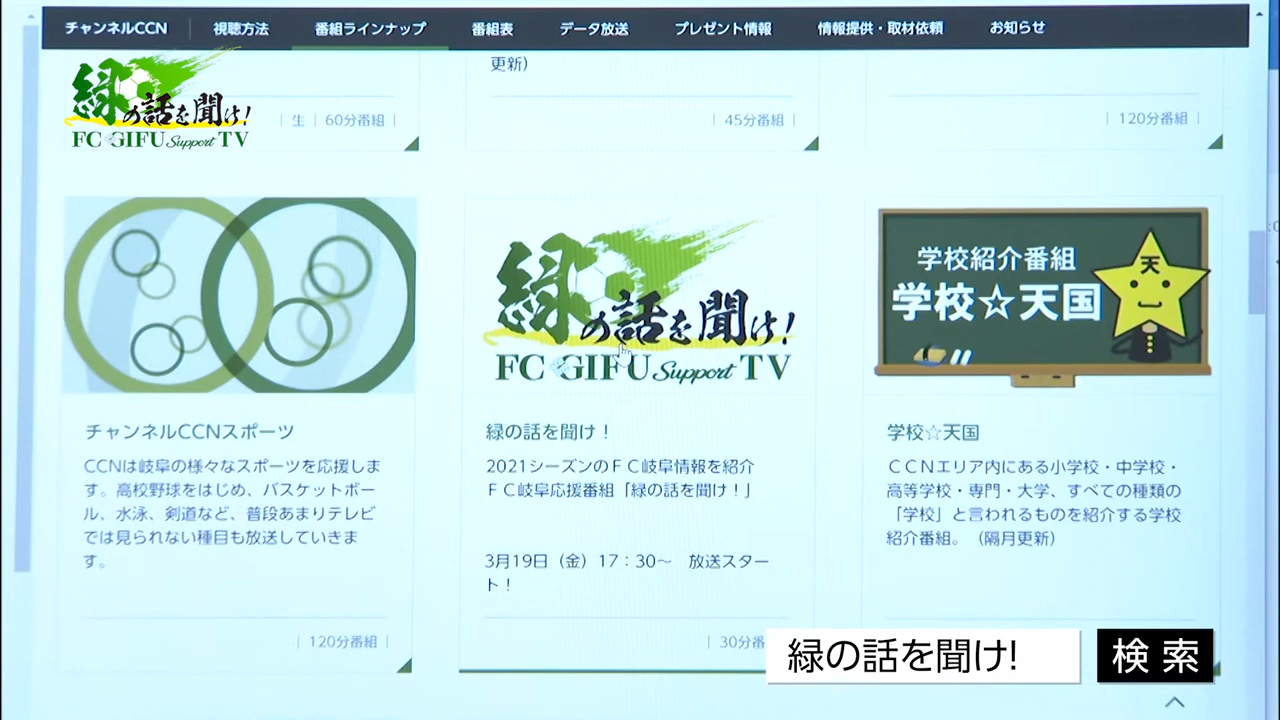 チャンネルCCN
視聴方法
番組ラインナップ
番組表
データ放送
プレゼント情報
情報提供・取材依頼
お知らせ
緑の話を聞け!
FC GIFU Support TV
更新)
生
60分番組
45分番組
120分番組
緑の話を聞け!
FC GIFU Support TV
学校紹介番組
学校☆天国
天
チャンネルCCNスポーツ
CCNは岐阜の様々なスポーツを応援しま
す。高校野球をはじめ、バスケットボー
ル、水泳、剣道など、普段あまりテレビ
では見られない種目も放送していきま
す。
120分番組
緑の話を聞け！
2021シーズンのＦＣ岐阜情報を紹介
ＦＣ岐阜応援番組「緑の話を聞け！」
3月19日（金）17：30～　放送スター
ト！
30分番
学校☆天国
ＣＣＮエリア内にある小学校・中学校・
高等学校・専門・大学、すべての種類の
「学校」と言われるものを紹介する学校
紹介番組。（隔月更新）
緑の話を聞け!
検索